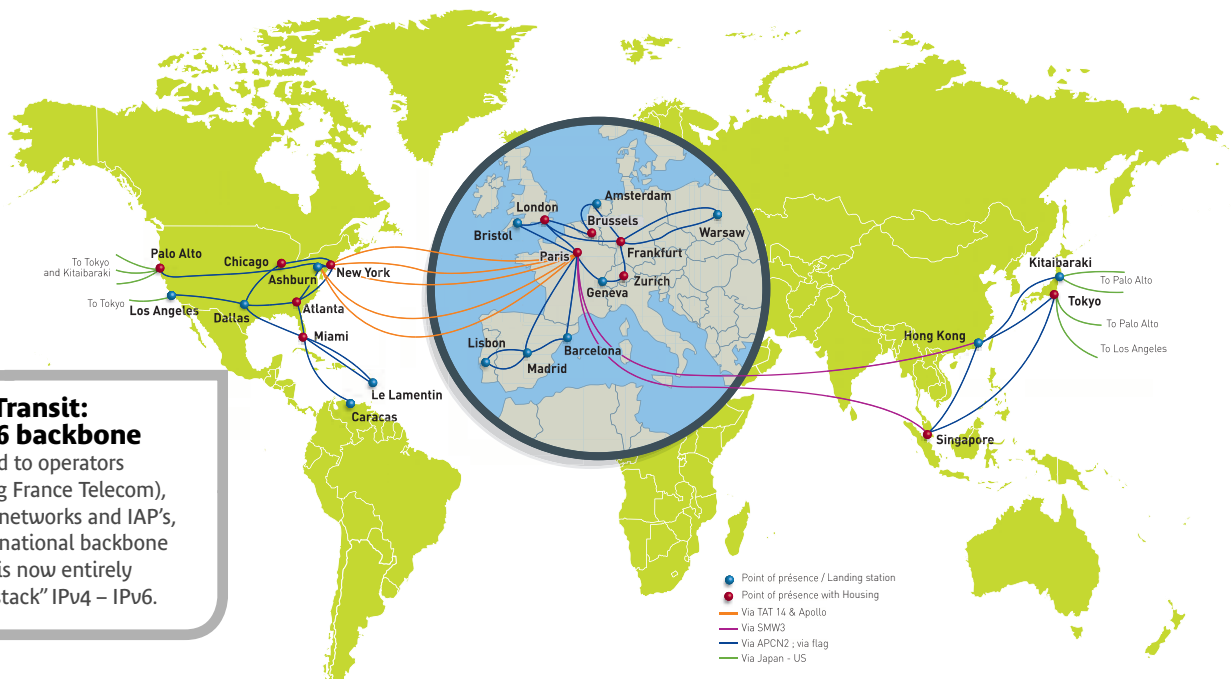 Amsterdam
London
Brussels
Bristol
Warsaw
Paris
Frankfurt
Zurich
Geneva
Lisbon
Barcelona
Madrid
To Tokyo
and Kitaibaraki
Palo Alto
Chicago
New York
Ashburn
To Tokyo
Los Angeles
Dallas
Atlanta
Miami
Le Lamentin
Caracas
Kitaibaraki
To Palo Alto
Tokyo
To Palo Alto
Hong Kong
To Los Angeles
Singapore
Transit:
6 backbone
d to operators
g France Telecom),
networks and IAP's,
national backbone
is now entirely
stack" IPv4 – IPv6.
Point of présence / Landing station
Point of présence with Housing
Via TAT 14 & Apollo
Via SMW3
Via APCN2 ; via flag
Via Japan - US